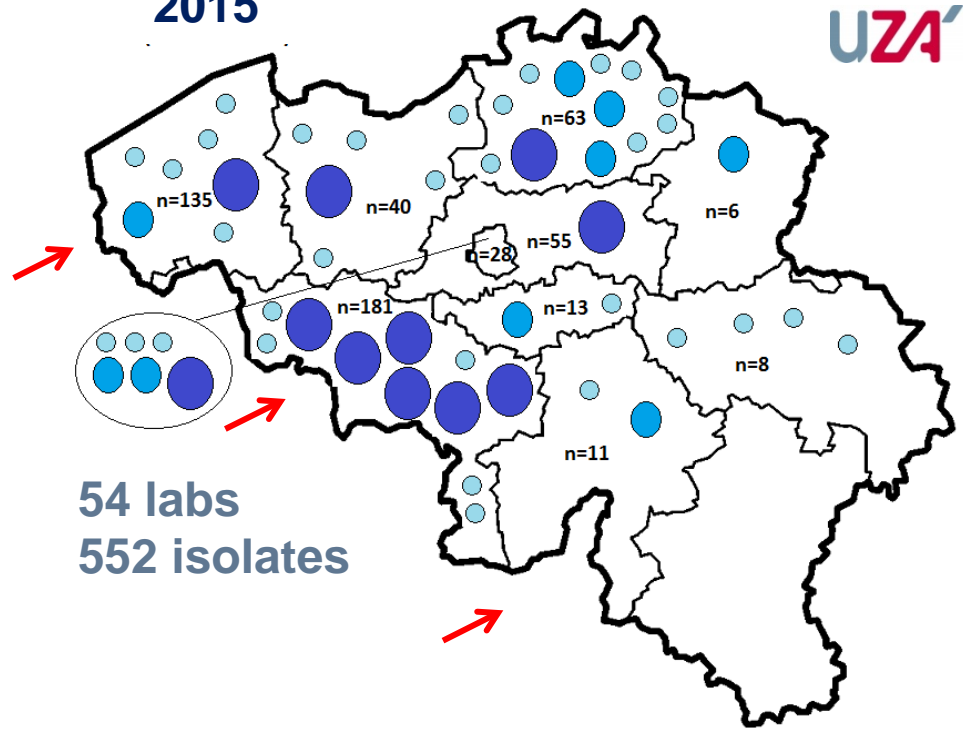 2015
UZA
n=63
n=135
n=40
n=6
n=55
n=28
n=181
n=13
n=8
n=11
54 labs
552 isolates